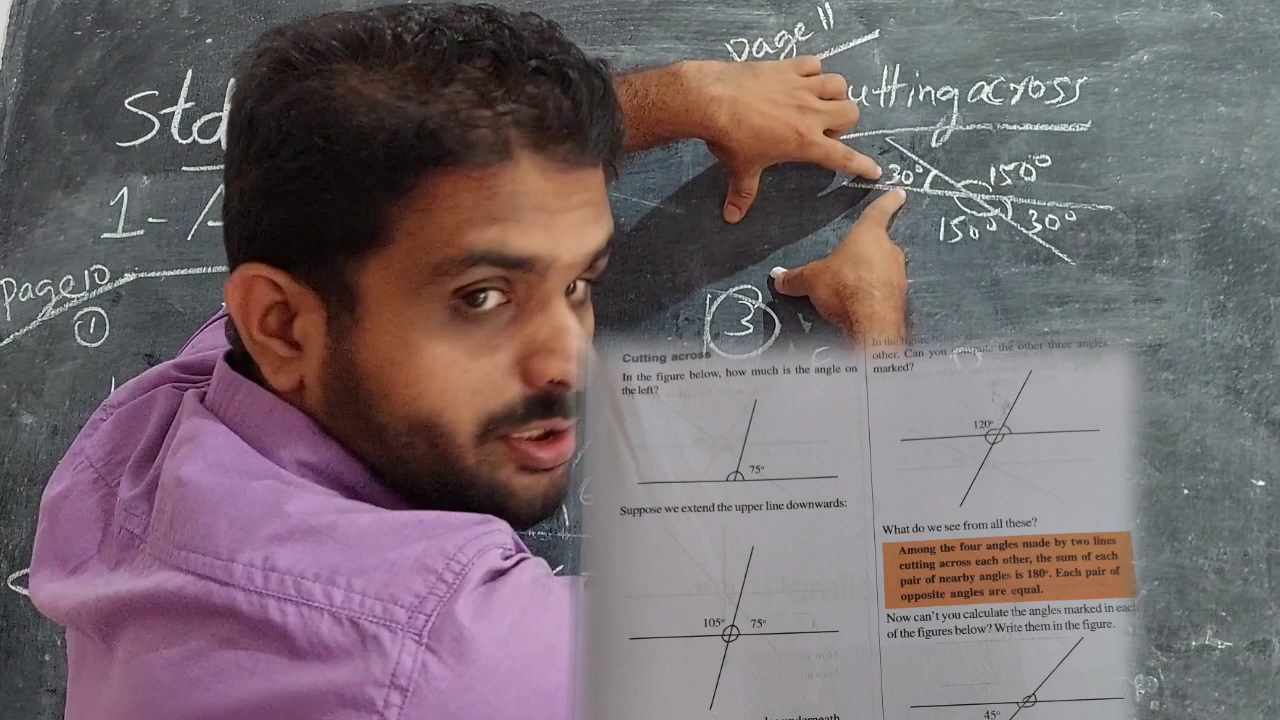 Page 11
Std
utting across
1-
30° 150°
150° 30°
Page 10
1
3
Cutting across
In the figure below, how much is the angle on
the left?
75°
Suppose we extend the upper line downwards:
105° 75°
underneath
other. Can you compute the other three angles
marked?
120°
What do we see from all these?
Among the four angles made by two lines
cutting across each other, the sum of each
pair of nearby angles is 180°. Each pair of
opposite angles are equal.
Now can't you calculate the angles marked in each
of the figures below? Write them in the figure.
45°